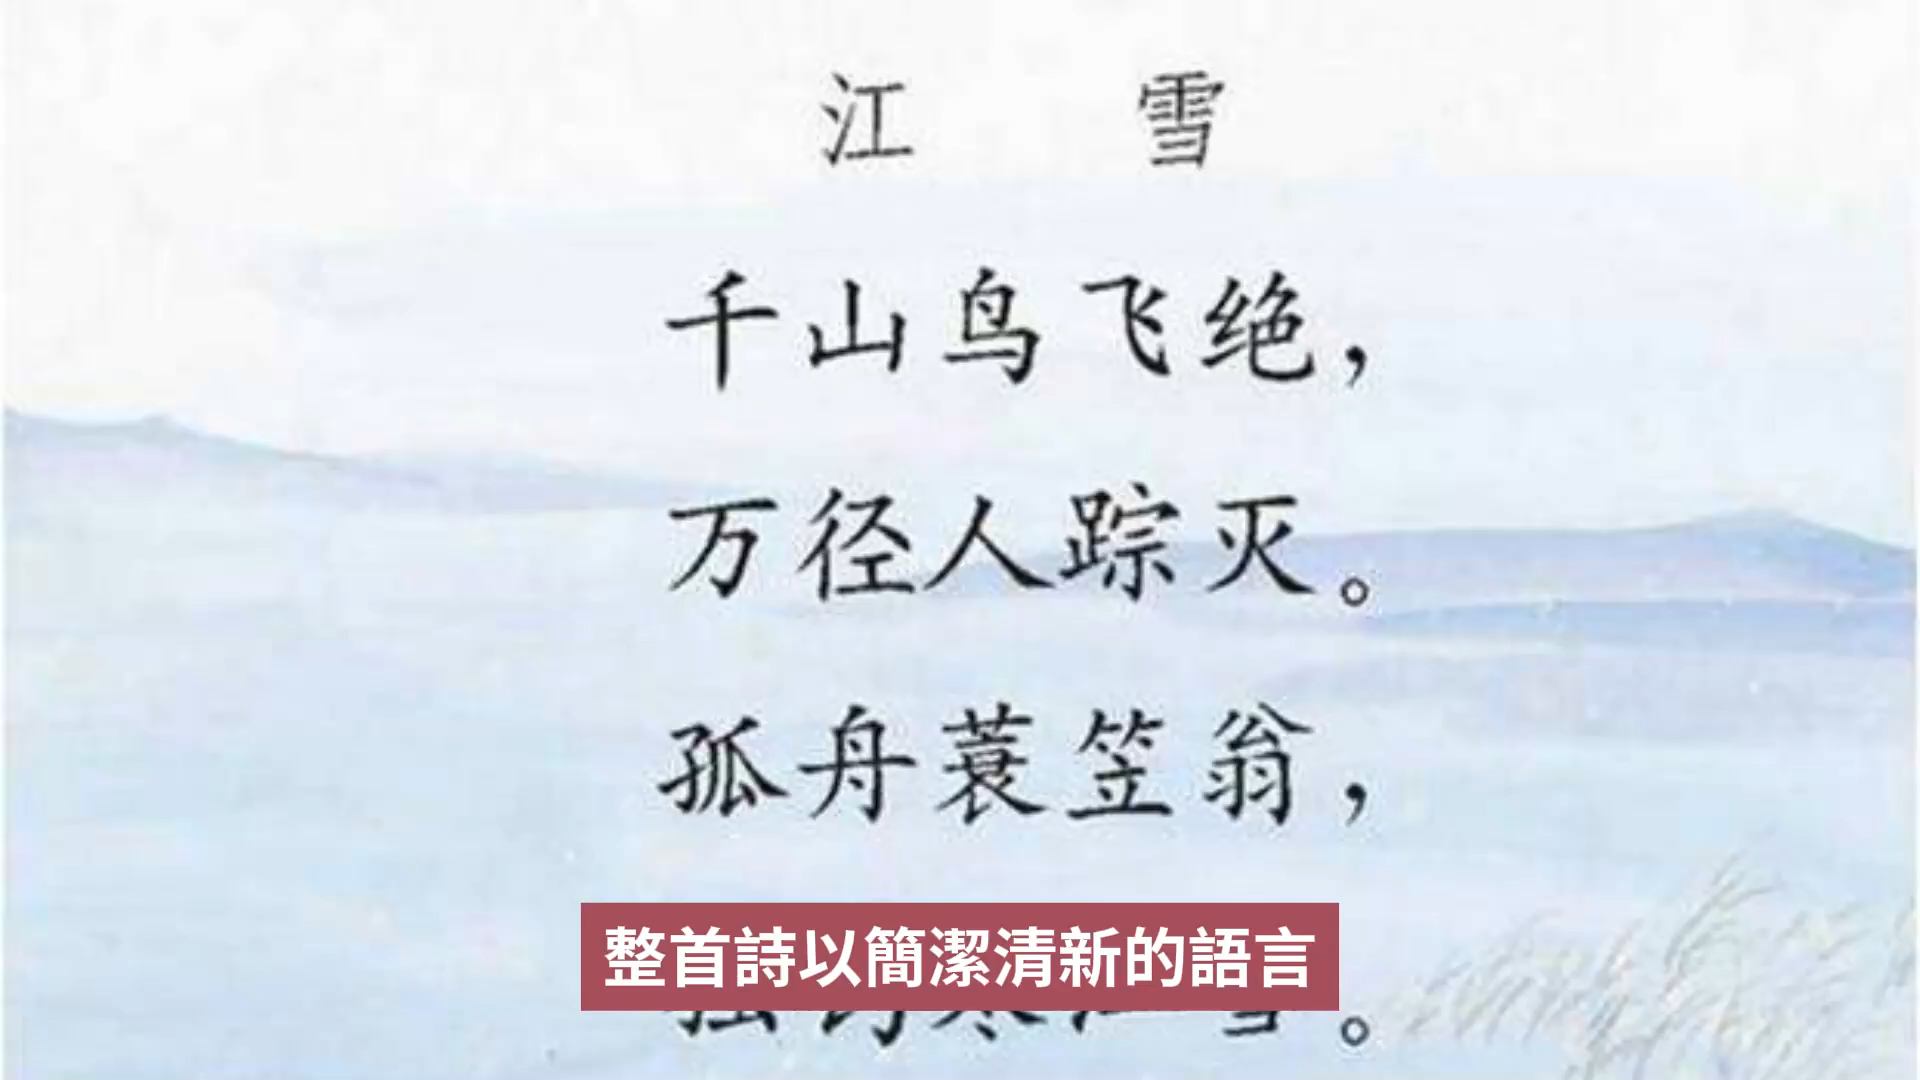 江 雪
千山鸟飞绝，
万径人踪灭。
孤舟蓑笠翁，
整首詩以簡潔清新的語言